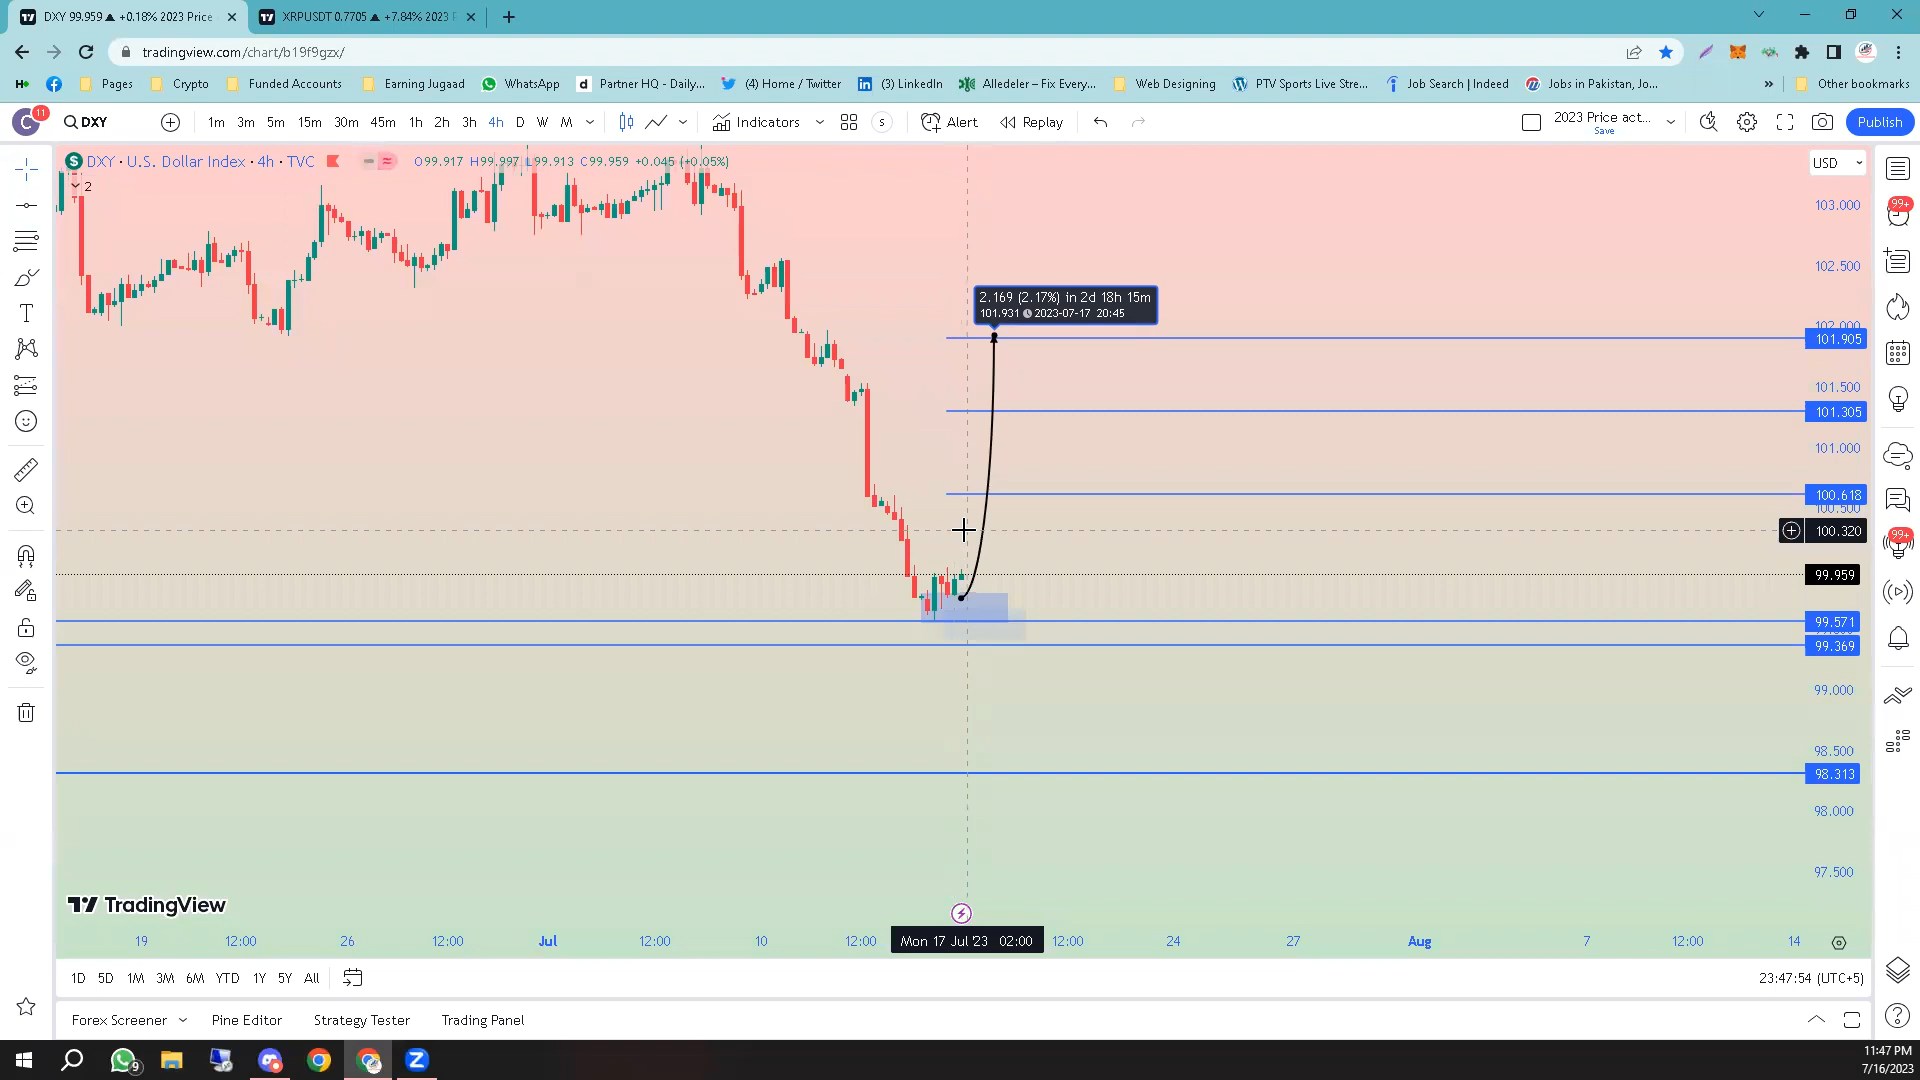 DXY 99.959 ▲ +0.18% 2023 Price
XRPUSDT 0.7705 ▲ +7.84% 2023 P
tradingview.com/chart/b19f9gzx/
Pages
Crypto
Funded Accounts
Earning Jugaad
WhatsApp
Partner HQ - Daily...
(4) Home / Twitter
(3) LinkedIn
Alledeler – Fix Every...
Web Designing
PTV Sports Live Stre...
Job Search | Indeed
Jobs in Pakistan, Jo...
»
Other bookmarks
C
11
DXY
1m 3m 5m 15m 30m 45m 1h 2h 3h 4h D W M
Indicators
S
Alert
Replay
2023 Price act...
Save
Publish
DXY · U.S. Dollar Index · 4h · TVC
O99.917 H99.997 L99.913 C99.959 +0.045 (+0.05%)
2
USD
103.000
99+
102.500
2.169 (2.17%) in 2d 18h 15m
101.931 2023-07-17 20:45
102.000
101.905
101.500
101.305
101.000
100.618
100.500
100.320
99+
99.959
99.571
99.369
99.000
98.500
98.313
98.000
97.500
TradingView
19 12:00 26 12:00 Jul 12:00 10 12:00 Mon 17 Jul '23 02:00 12:00 24 27 Aug 7 12:00 14
1D 5D 1M 3M 6M YTD 1Y 5Y All
23:47:54 (UTC+5)
Forex Screener
Pine Editor
Strategy Tester
Trading Panel
9
11:47 PM
7/16/2023